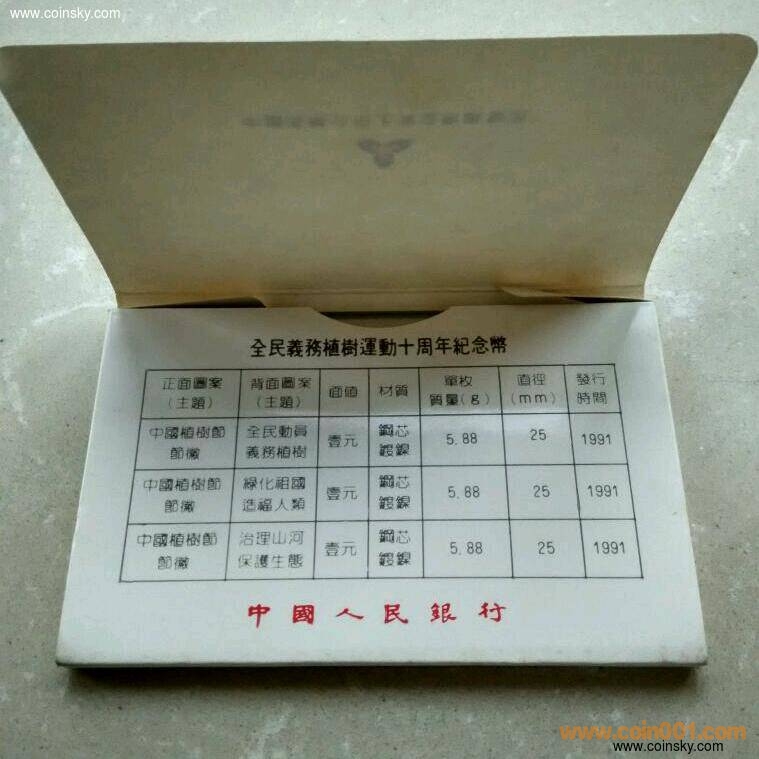 www.coinsky.com
全民義務植樹運動十周年紀念幣
正面圖案（主題） 背面圖案（主題） 面値 材質 單枚質量(g) 直徑(mm) 發行時間
中國植樹節節徽 全民動員義務植樹 壹元 鋼芯鍍鎳 5.88 25 1991
中國植樹節節徽 綠化祖國造福人類 壹元 鋼芯鍍鎳 5.88 25 1991
中國植樹節節徽 治理山河保護生態 壹元 鋼芯鍍鎳 5.88 25 1991
中國人民銀行
www.coin001.com
www.coinsky.com